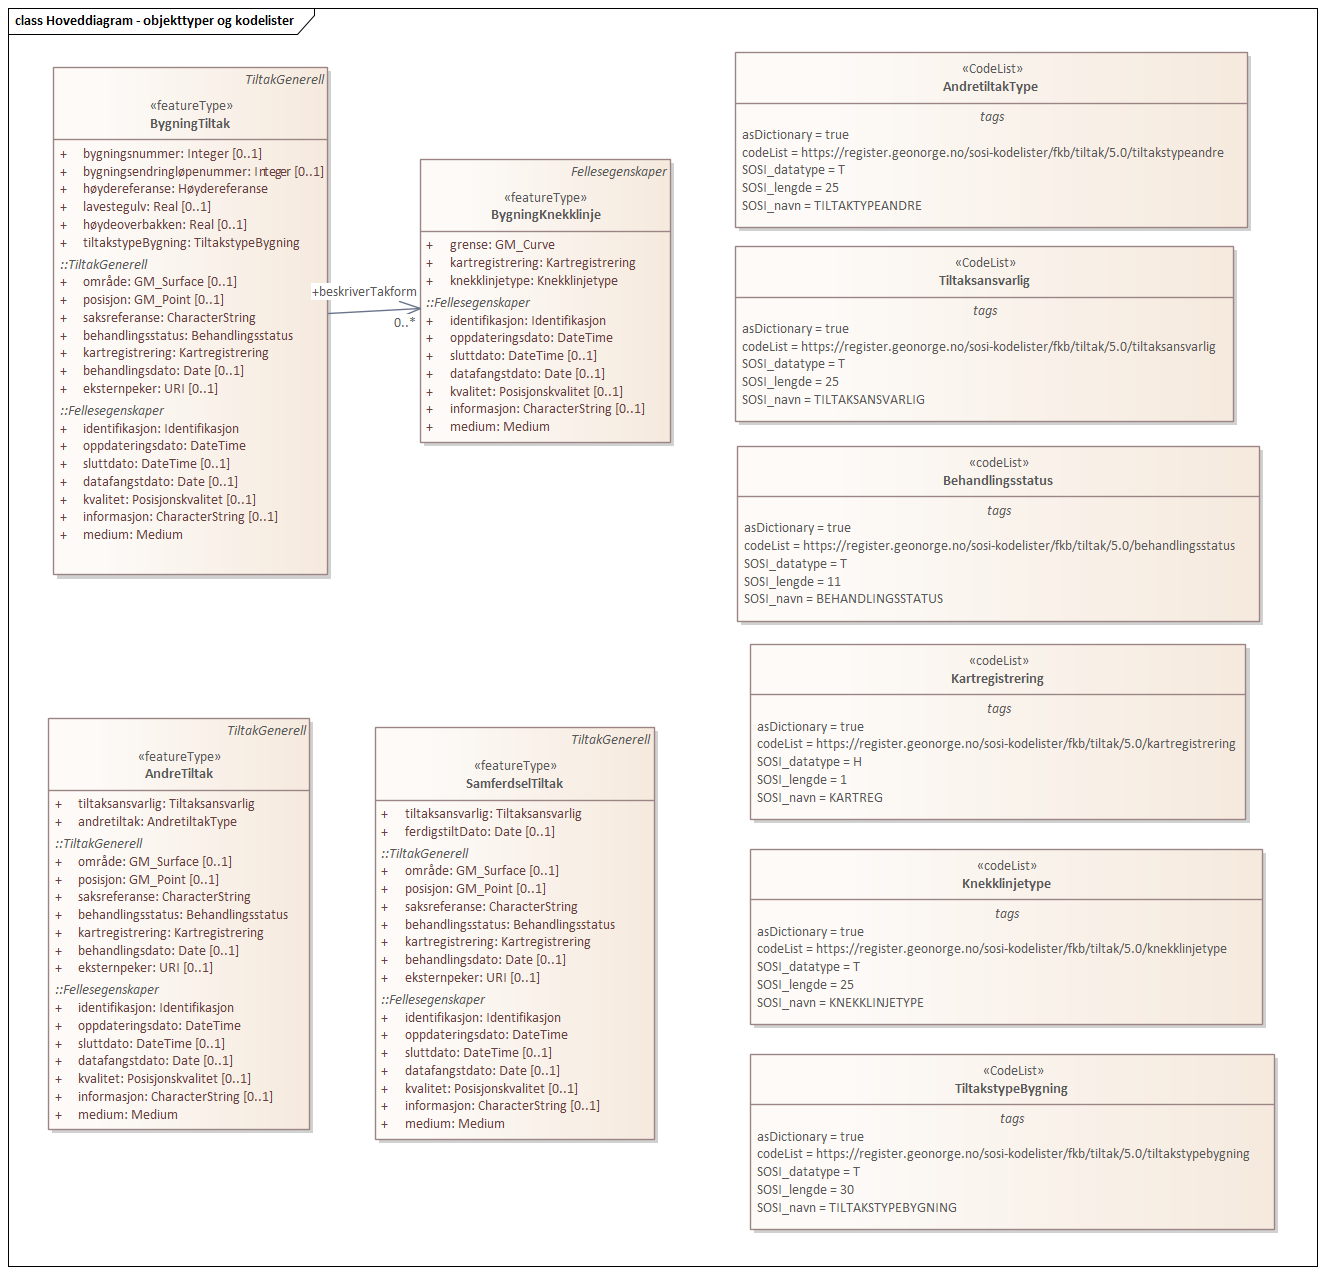 class Hoveddiagram - objekttyper og kodelister
TiltakGenerell
«featureType»
BygningTiltak
+ bygningsnummer: Integer [0..1]
+ bygningsendringløpenummer: Integer [0..1]
+ høydereferanse: Høydereferanse
+ lavestegulv: Real [0..1]
+ høydeoverbakken: Real [0..1]
+ tiltakstypeBygning: TiltakstypeBygning
::TiltakGenerell
+ område: GM_Surface [0..1]
+ posisjon: GM_Point [0..1]
+ saksreferanse: CharacterString
+ behandlingsstatus: Behandlingsstatus
+ kartregistrering: Kartregistrering
+ behandlingsdato: Date [0..1]
+ eksternpeker: URI [0..1]
::Fellesegenskaper
+ identifikasjon: Identifikasjon
+ oppdateringsdato: DateTime
+ sluttdato: DateTime [0..1]
+ datafangstdato: Date [0..1]
+ kvalitet: Posisjonskvalitet [0..1]
+ informasjon: CharacterString [0..1]
+ medium: Medium
+beskriverTakform
0..*
Fellesegenskaper
«featureType»
BygningKnekklinje
+ grense: GM_Curve
+ kartregistrering: Kartregistrering
+ knekklinjetype: Knekklinjetype
::Fellesegenskaper
+ identifikasjon: Identifikasjon
+ oppdateringsdato: DateTime
+ sluttdato: DateTime [0..1]
+ datafangstdato: Date [0..1]
+ kvalitet: Posisjonskvalitet [0..1]
+ informasjon: CharacterString [0..1]
+ medium: Medium
TiltakGenerell
«featureType»
AndreTiltak
+ tiltaksansvarlig: Tiltaksansvarlig
+ andretiltak: AndretiltakType
::TiltakGenerell
+ område: GM_Surface [0..1]
+ posisjon: GM_Point [0..1]
+ saksreferanse: CharacterString
+ behandlingsstatus: Behandlingsstatus
+ kartregistrering: Kartregistrering
+ behandlingsdato: Date [0..1]
+ eksternpeker: URI [0..1]
::Fellesegenskaper
+ identifikasjon: Identifikasjon
+ oppdateringsdato: DateTime
+ sluttdato: DateTime [0..1]
+ datafangstdato: Date [0..1]
+ kvalitet: Posisjonskvalitet [0..1]
+ informasjon: CharacterString [0..1]
+ medium: Medium
TiltakGenerell
«featureType»
SamferdselTiltak
+ tiltaksansvarlig: Tiltaksansvarlig
+ ferdigstiltDato: Date [0..1]
::TiltakGenerell
+ område: GM_Surface [0..1]
+ posisjon: GM_Point [0..1]
+ saksreferanse: CharacterString
+ behandlingsstatus: Behandlingsstatus
+ kartregistrering: Kartregistrering
+ behandlingsdato: Date [0..1]
+ eksternpeker: URI [0..1]
::Fellesegenskaper
+ identifikasjon: Identifikasjon
+ oppdateringsdato: DateTime
+ sluttdato: DateTime [0..1]
+ datafangstdato: Date [0..1]
+ kvalitet: Posisjonskvalitet [0..1]
+ informasjon: CharacterString [0..1]
+ medium: Medium
«CodeList»
AndretiltakType
tags
asDictionary = true
codeList = https://register.geonorge.no/sosi-kodelister/fkb/tiltak/5.0/tiltakstypeandre
SOSI_datatype = T
SOSI_lengde = 25
SOSI_navn = TILTAKTYPEANDRE
«CodeList»
Tiltaksansvarlig
tags
asDictionary = true
codeList = https://register.geonorge.no/sosi-kodelister/fkb/tiltak/5.0/tiltaksansvarlig
SOSI_datatype = T
SOSI_lengde = 25
SOSI_navn = TILTAKSANSVARLIG
«codeList»
Behandlingsstatus
tags
asDictionary = true
codeList = https://register.geonorge.no/sosi-kodelister/fkb/tiltak/5.0/behandlingsstatus
SOSI_datatype = T
SOSI_lengde = 11
SOSI_navn = BEHANDLINGSSTATUS
«codeList»
Kartregistrering
tags
asDictionary = true
codeList = https://register.geonorge.no/sosi-kodelister/fkb/tiltak/5.0/kartregistrering
SOSI_datatype = H
SOSI_lengde = 1
SOSI_navn = KARTREG
«codeList»
Knekklinjetype
tags
asDictionary = true
codeList = https://register.geonorge.no/sosi-kodelister/fkb/tiltak/5.0/knekklinjetype
SOSI_datatype = T
SOSI_lengde = 25
SOSI_navn = KNEKKLINJETYPE
«CodeList»
TiltakstypeBygning
tags
asDictionary = true
codeList = https://register.geonorge.no/sosi-kodelister/fkb/tiltak/5.0/tiltakstypebygning
SOSI_datatype = T
SOSI_lengde = 30
SOSI_navn = TILTAKSTYPEBYGNING